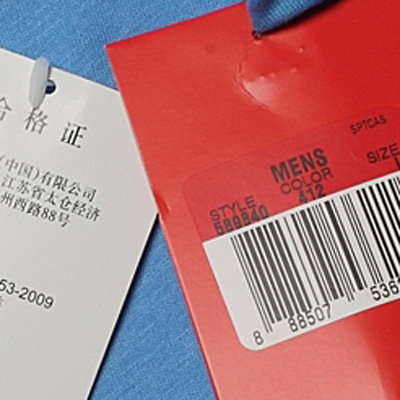 合格证
(中国)有限公司
江苏省太仓经济
州西路88号
53-2009
SPTCAS
MENS
SIZE
COLOR
STYLE
412
589840
8 88507 536